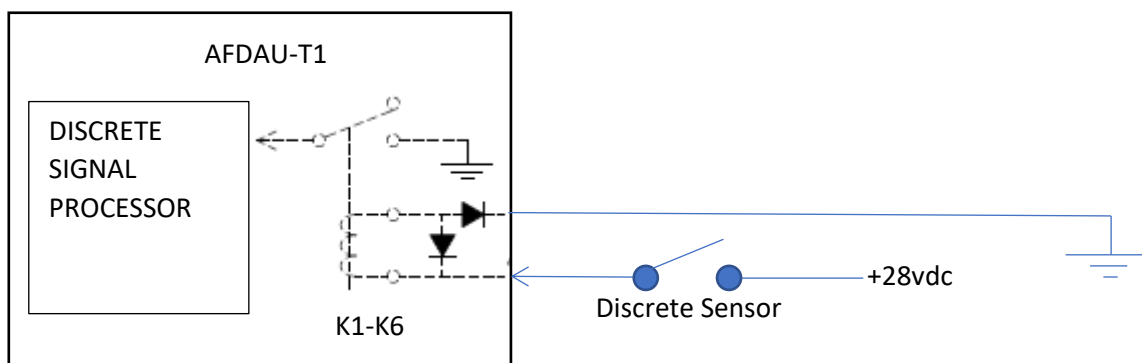 AFDAU-T1
DISCRETE
SIGNAL
PROCESSOR
+28vdc
Discrete Sensor
K1-K6